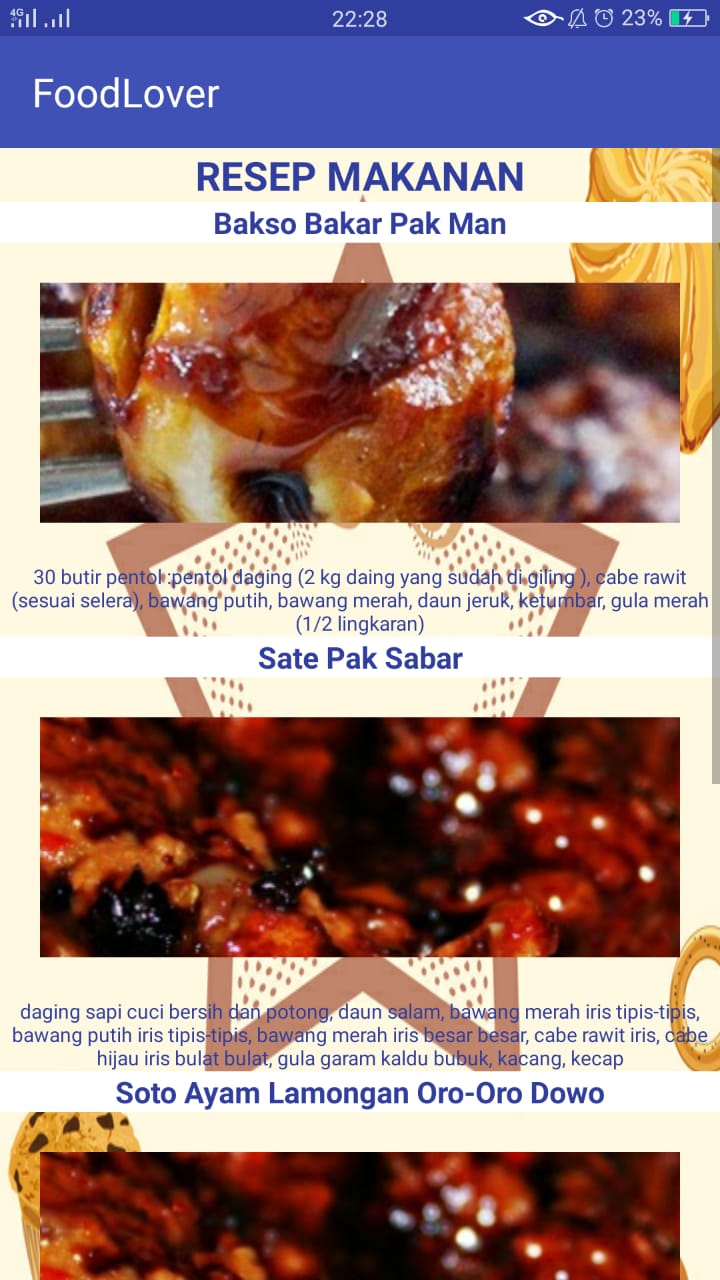 4G
22:28
23%
FoodLover
RESEP MAKANAN
Bakso Bakar Pak Man
30 butir pentol :pentol daging (2 kg daing yang sudah di giling ), cabe rawit
(sesuai selera), bawang putih, bawang merah, daun jeruk, ketumbar, gula merah
(1/2 lingkaran)
Sate Pak Sabar
daging sapi cuci bersih dan potong, daun salam, bawang merah iris tipis-tipis,
bawang putih iris tipis-tipis, bawang merah iris besar besar, cabe rawit iris, cabe
hijau iris bulat bulat, gula garam kaldu bubuk, kacang, kecap
Soto Ayam Lamongan Oro-Oro Dowo